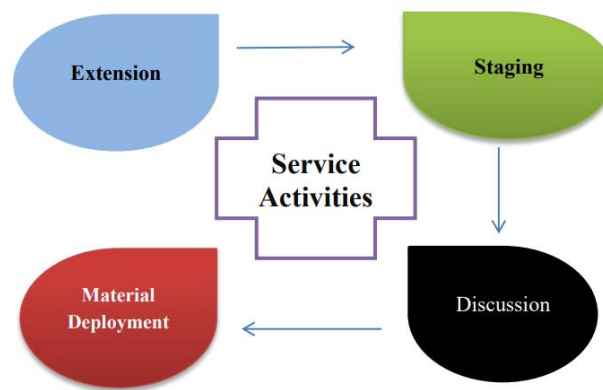 Extension
Staging
Service
Activities
Material
Deployment
Discussion